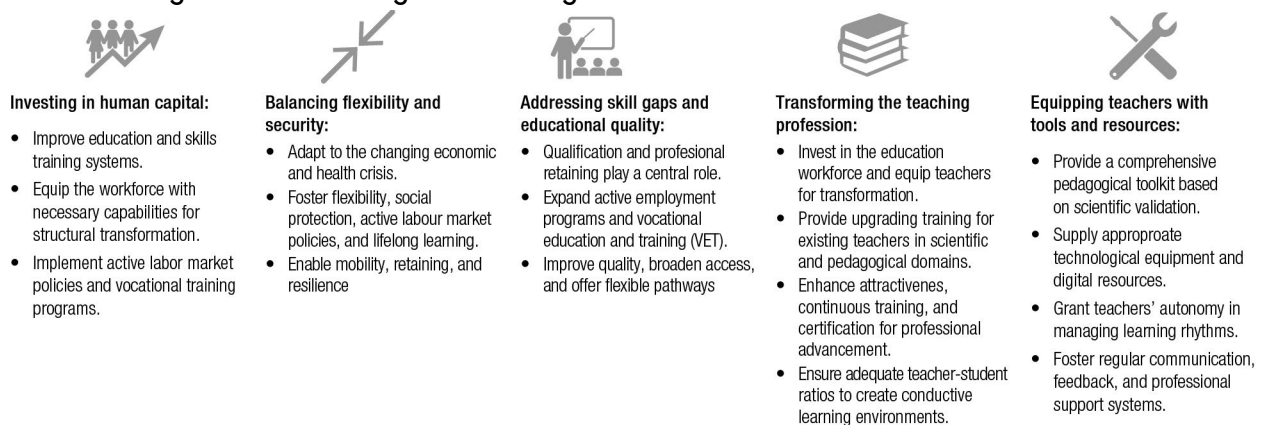 Investing in human capital:
• Improve education and skills
training systems.
• Equip the workforce with
necessary capabilities for
structural transformation.
• Implement active labor market
policies and vocational training
programs.
Balancing flexibility and
security:
• Adapt to the changing economic
and health crisis.
• Foster flexibility, social
protection, active labour market
policies, and lifelong learning.
• Enable mobility, retaining, and
resilience
Addressing skill gaps and
educational quality:
• Qualification and profesional
retaining play a central role.
• Expand active employment
programs and vocational
education and training (VET).
• Improve quality, broaden access,
and offer flexible pathways
Transforming the teaching
profession:
• Invest in the education
workforce and equip teachers
for transformation.
• Provide upgrading training for
existing teachers in scientific
and pedagogical domains.
• Enhance attractivenes,
continuous training, and
certification for professional
advancement.
• Ensure adequate teacher-student
ratios to create conductive
learning environments.
Equipping teachers with
tools and resources:
• Provide a comprehensive
pedagogical toolkit based
on scientific validation.
• Supply approproate
technological equipment and
digital resources.
• Grant teachers’ autonomy in
managing learning rhythms.
• Foster regular communication,
feedback, and professional
support systems.